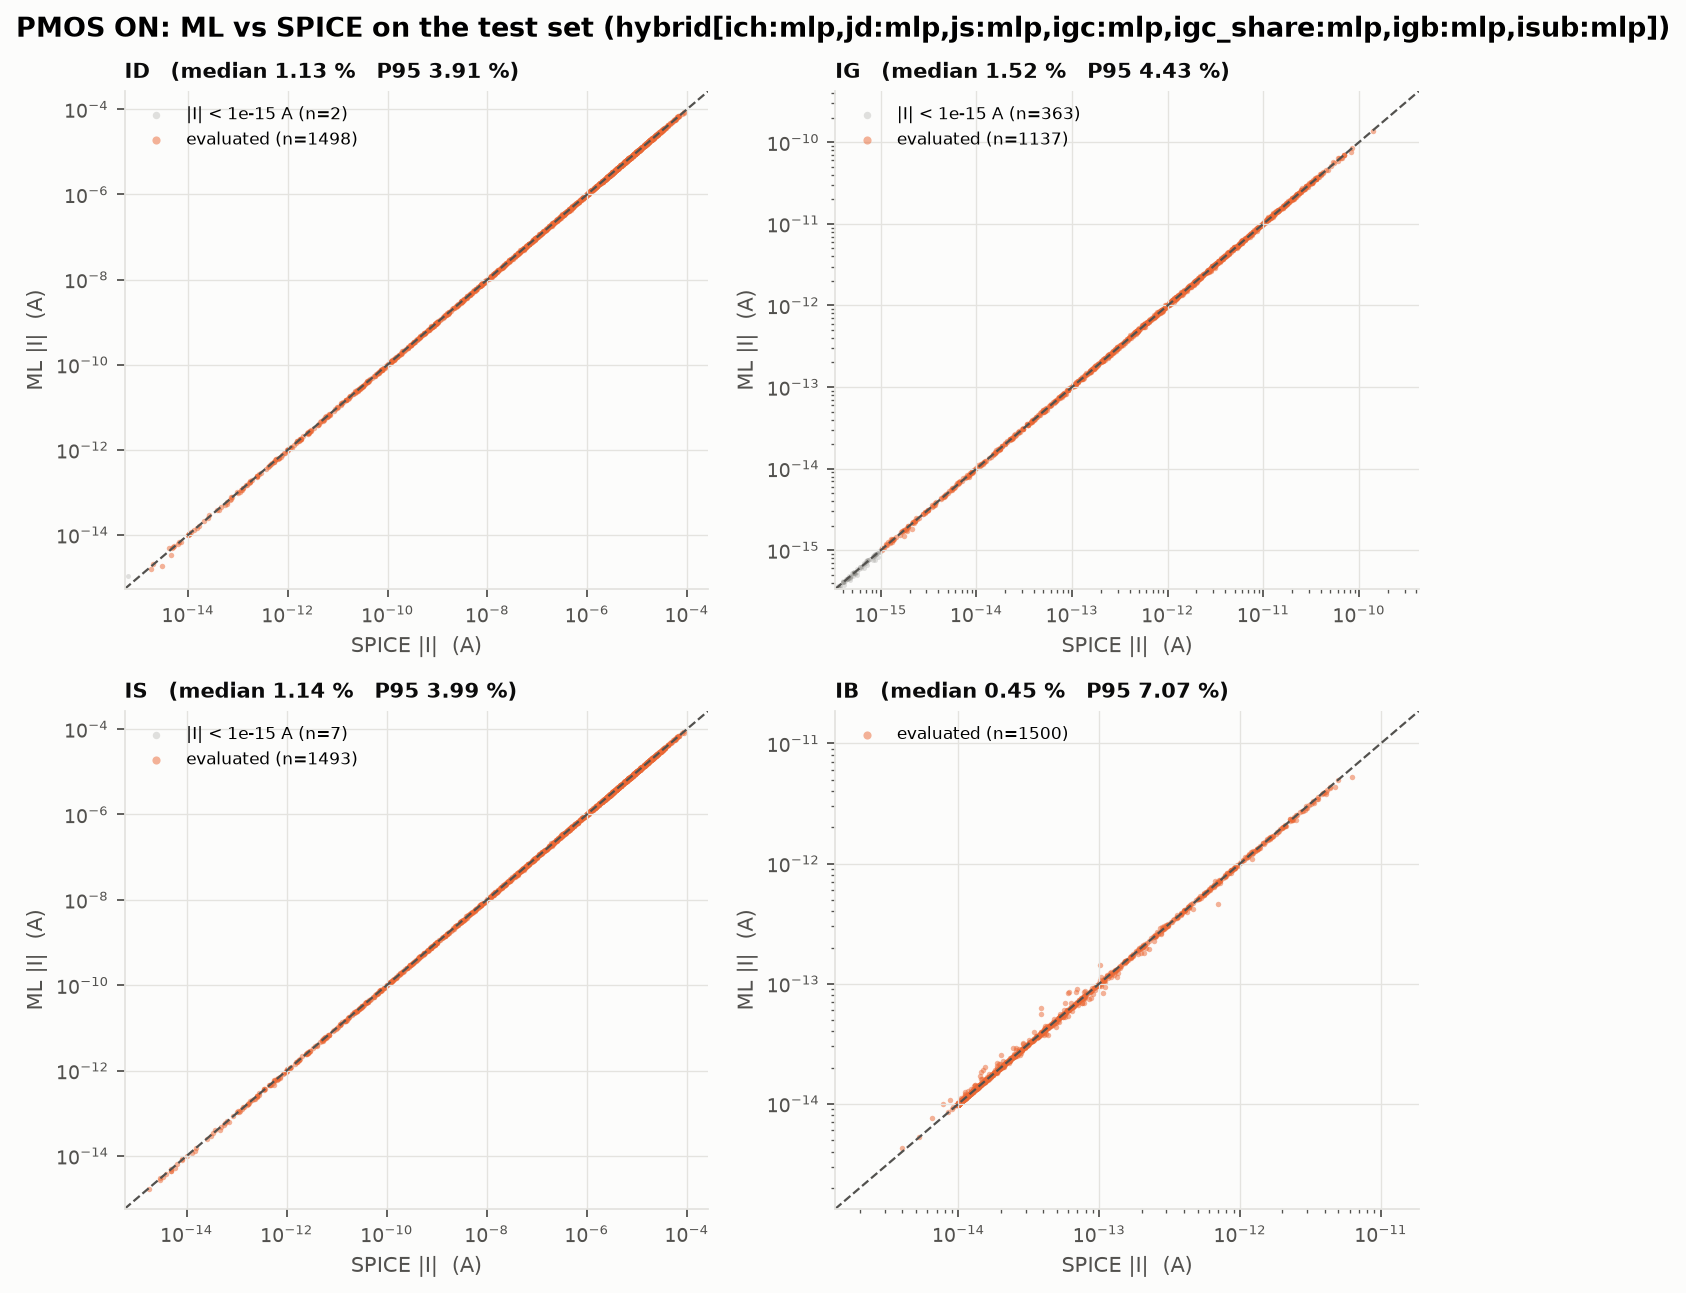 PMOS ON: ML vs SPICE on the test set (hybrid[ich:mlp,jd:mlp,js:mlp,igc:mlp,igc_share:mlp,igb:mlp,isub:mlp])
ID (median 1.13 % P95 3.91 %)
|I| < 1e-15 A (n=2)
evaluated (n=1498)
10⁻⁴
10⁻⁶
10⁻⁸
10⁻¹⁰
10⁻¹²
10⁻¹⁴
ML |I| (A)
10⁻¹⁴ 10⁻¹² 10⁻¹⁰ 10⁻⁸ 10⁻⁶ 10⁻⁴
SPICE |I| (A)
IG (median 1.52 % P95 4.43 %)
|I| < 1e-15 A (n=363)
evaluated (n=1137)
10⁻¹⁰
10⁻¹¹
10⁻¹²
10⁻¹³
10⁻¹⁴
10⁻¹⁵
ML |I| (A)
10⁻¹⁵ 10⁻¹⁴ 10⁻¹³ 10⁻¹² 10⁻¹¹ 10⁻¹⁰
SPICE |I| (A)
IS (median 1.14 % P95 3.99 %)
|I| < 1e-15 A (n=7)
evaluated (n=1493)
10⁻⁴
10⁻⁶
10⁻⁸
10⁻¹⁰
10⁻¹²
10⁻¹⁴
ML |I| (A)
10⁻¹⁴ 10⁻¹² 10⁻¹⁰ 10⁻⁸ 10⁻⁶ 10⁻⁴
SPICE |I| (A)
IB (median 0.45 % P95 7.07 %)
evaluated (n=1500)
10⁻¹¹
10⁻¹²
10⁻¹³
10⁻¹⁴
ML |I| (A)
10⁻¹⁴ 10⁻¹³ 10⁻¹² 10⁻¹¹
SPICE |I| (A)